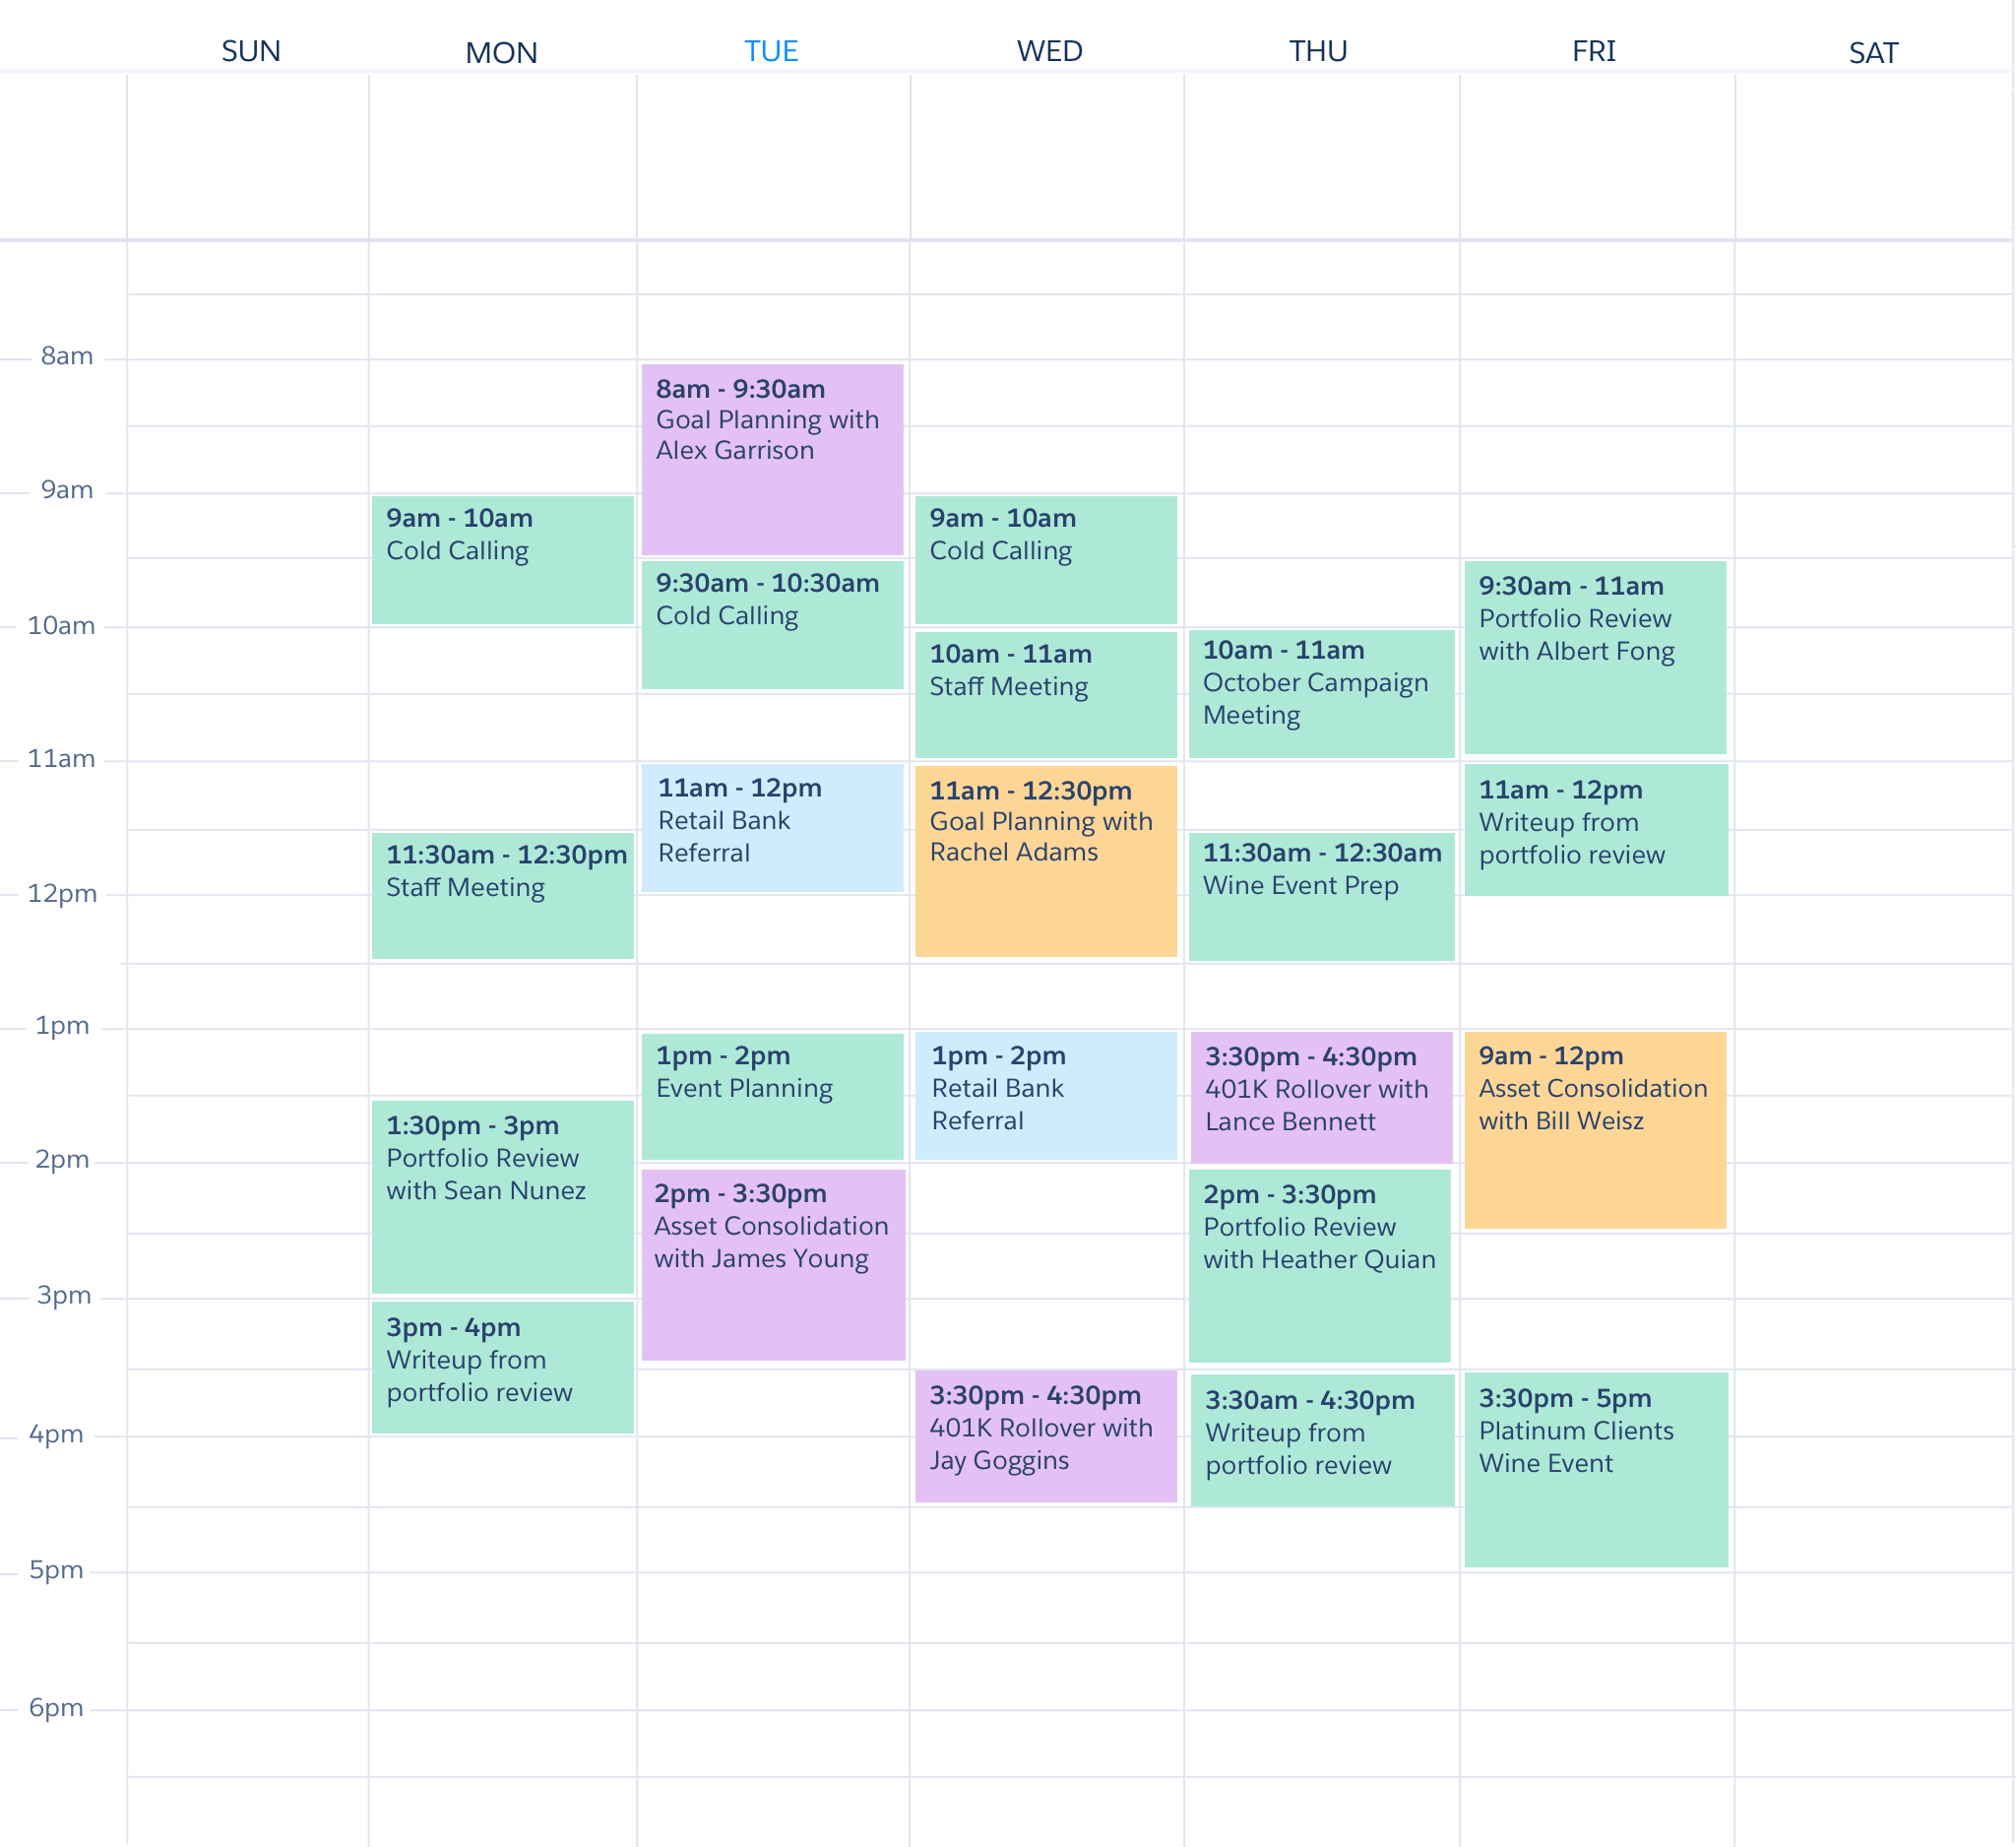 SUN
MON
TUE
WED
THU
FRI
SAT
8am
9am
10am
11am
12pm
1pm
2pm
3pm
4pm
5pm
6pm
9am - 10am
Cold Calling
11:30am - 12:30pm
Staff Meeting
1:30pm - 3pm
Portfolio Review
with Sean Nunez
3pm - 4pm
Writeup from
portfolio review
8am - 9:30am
Goal Planning with
Alex Garrison
9:30am - 10:30am
Cold Calling
11am - 12pm
Retail Bank
Referral
1pm - 2pm
Event Planning
2pm - 3:30pm
Asset Consolidation
with James Young
9am - 10am
Cold Calling
10am - 11am
Staff Meeting
11am - 12:30pm
Goal Planning with
Rachel Adams
1pm - 2pm
Retail Bank
Referral
3:30pm - 4:30pm
401K Rollover with
Jay Goggins
10am - 11am
October Campaign
Meeting
11:30am - 12:30am
Wine Event Prep
3:30pm - 4:30pm
401K Rollover with
Lance Bennett
2pm - 3:30pm
Portfolio Review
with Heather Quian
3:30am - 4:30pm
Writeup from
portfolio review
9:30am - 11am
Portfolio Review
with Albert Fong
11am - 12pm
Writeup from
portfolio review
9am - 12pm
Asset Consolidation
with Bill Weisz
3:30pm - 5pm
Platinum Clients
Wine Event